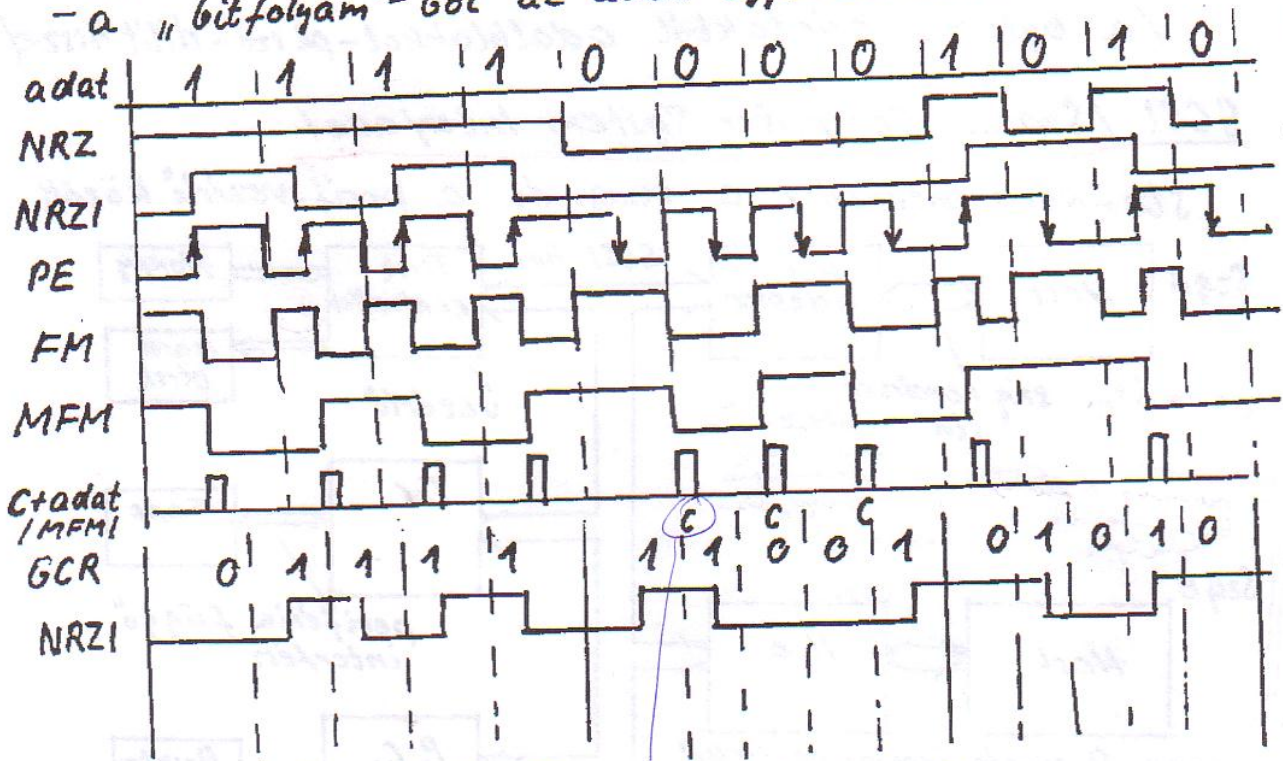 - a „bitfolyam"-ból az
adat 1 1 1 1 0 0 0 0 1 0 1 0
NRZ
NRZI
PE
FM
MFM
C+adat
/MFM/
C C C
GCR 0 1 1 1 1 1 0 0 1 0 1 0 1 0
NRZI